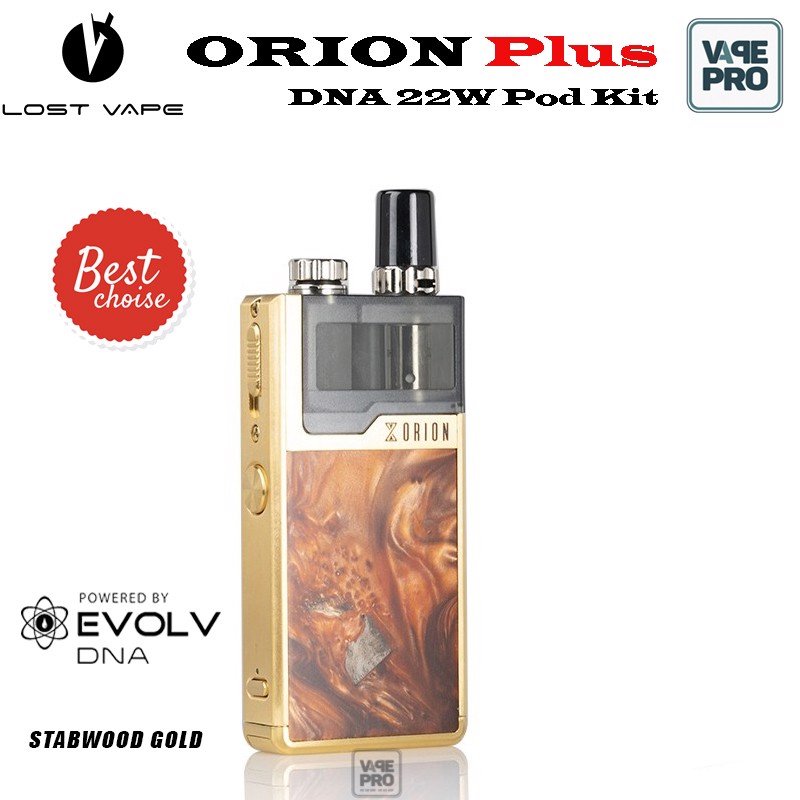 LOST VAPE
ORION Plus
DNA 22W Pod Kit
VAPE
PRO
Best
choise
ORION
POWERED BY
EVOLV
DNA
STABWOOD GOLD
VAPE
PRO